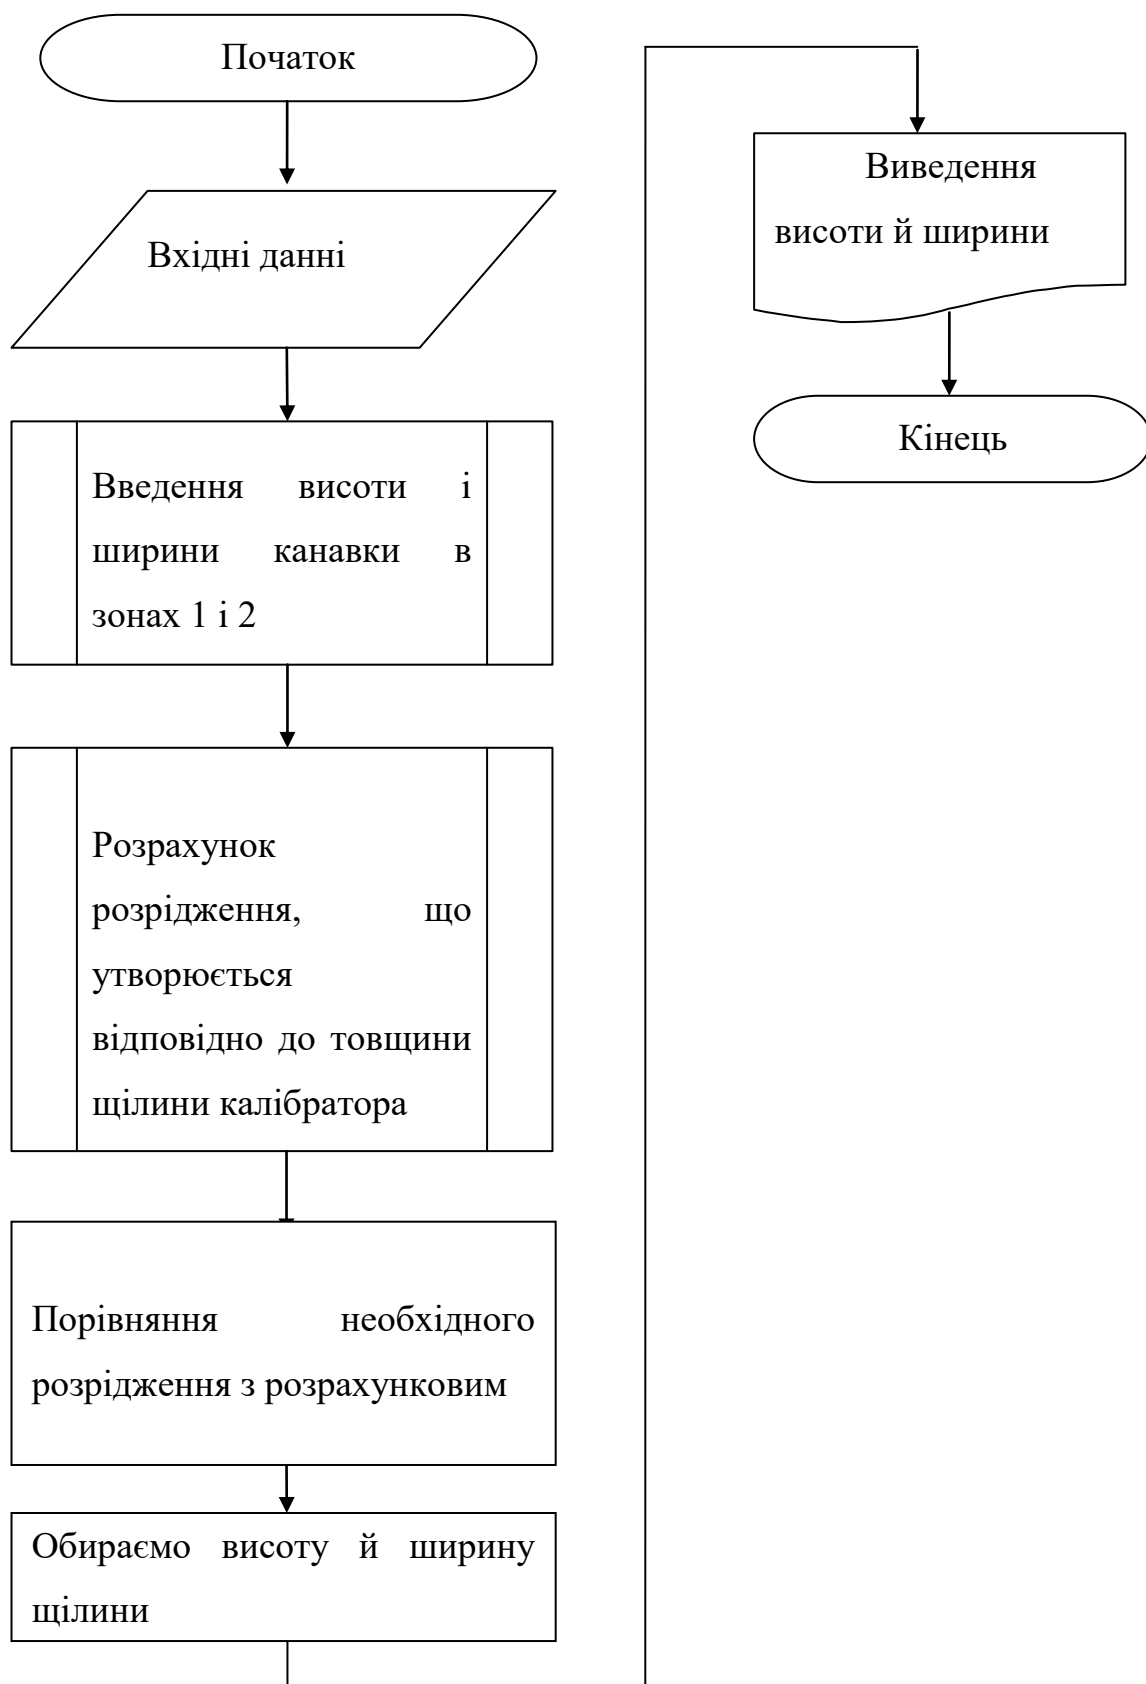 Початок
Вхідні данні
Введення висоти і
ширини канавки в
зонах 1 і 2
Розрахунок
розрідження, що
утворюється
відповідно до товщини
щілини калібратора
Порівняння необхідного
розрідження з розрахунковим
Обираємо висоту й ширину
щілини
Виведення
висоти й ширини
Кінець